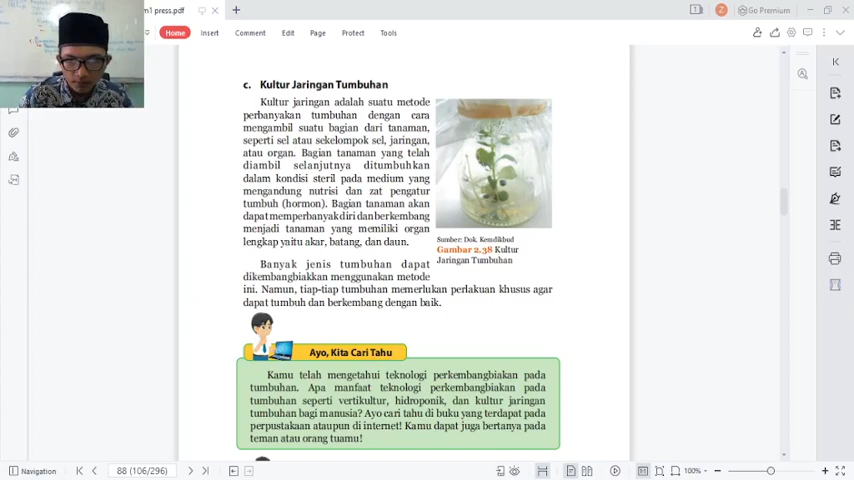 m1 press.pdf
Go Premium
Home
Insert
Comment
Edit
Page
Protect
Tools
c. Kultur Jaringan Tumbuhan
Kultur jaringan adalah suatu metode
perbanyakan tumbuhan dengan cara
mengambil suatu bagian dari tanaman,
seperti sel atau sekelompok sel, jaringan,
atau organ. Bagian tanaman yang telah
diambil selanjutnya ditumbuhkan
dalam kondisi steril pada medium yang
mengandung nutrisi dan zat pengatur
tumbuh (hormon). Bagian tanaman akan
dapat memperbanyak diri dan berkembang
menjadi tanaman yang memiliki organ
lengkap yaitu akar, batang, dan daun.
Sumber: Dok. Kemdikbud
Gambar 2.38 Kultur
Jaringan Tumbuhan
Banyak jenis tumbuhan dapat
dikembangbiakkan menggunakan metode
ini. Namun, tiap-tiap tumbuhan memerlukan perlakuan khusus agar
dapat tumbuh dan berkembang dengan baik.
Ayo, Kita Cari Tahu
Kamu telah mengetahui teknologi perkembangbiakan pada
tumbuhan. Apa manfaat teknologi perkembangbiakan pada
tumbuhan seperti vertikultur, hidroponik, dan kultur jaringan
tumbuhan bagi manusia? Ayo cari tahu di buku yang terdapat pada
perpustakaan ataupun di internet! Kamu dapat juga bertanya pada
teman atau orang tuamu!
Navigation
88 (106/296)
100%